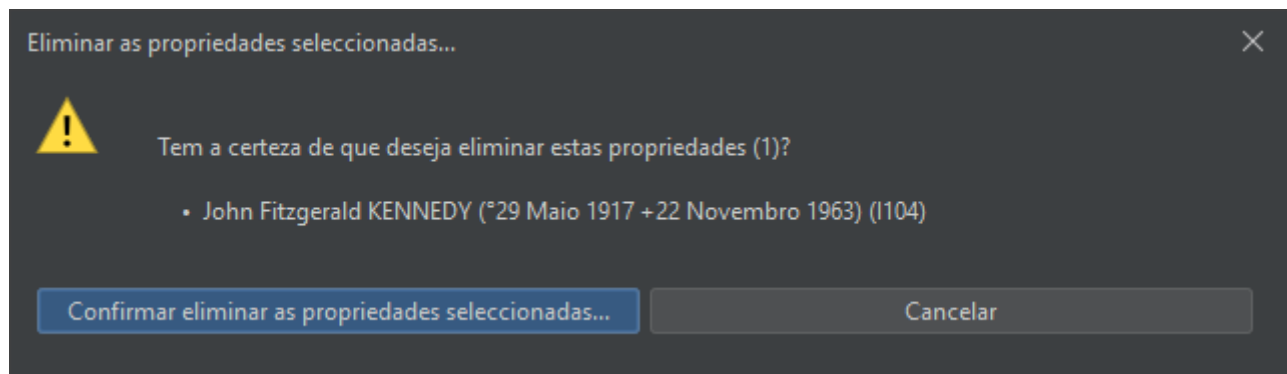 Eliminar as propriedades seleccionadas...
Tem a certeza de que deseja eliminar estas propriedades (1)?
• John Fitzgerald KENNEDY (°29 Maio 1917 +22 Novembro 1963) (I104)
Confirmar eliminar as propriedades seleccionadas...
Cancelar